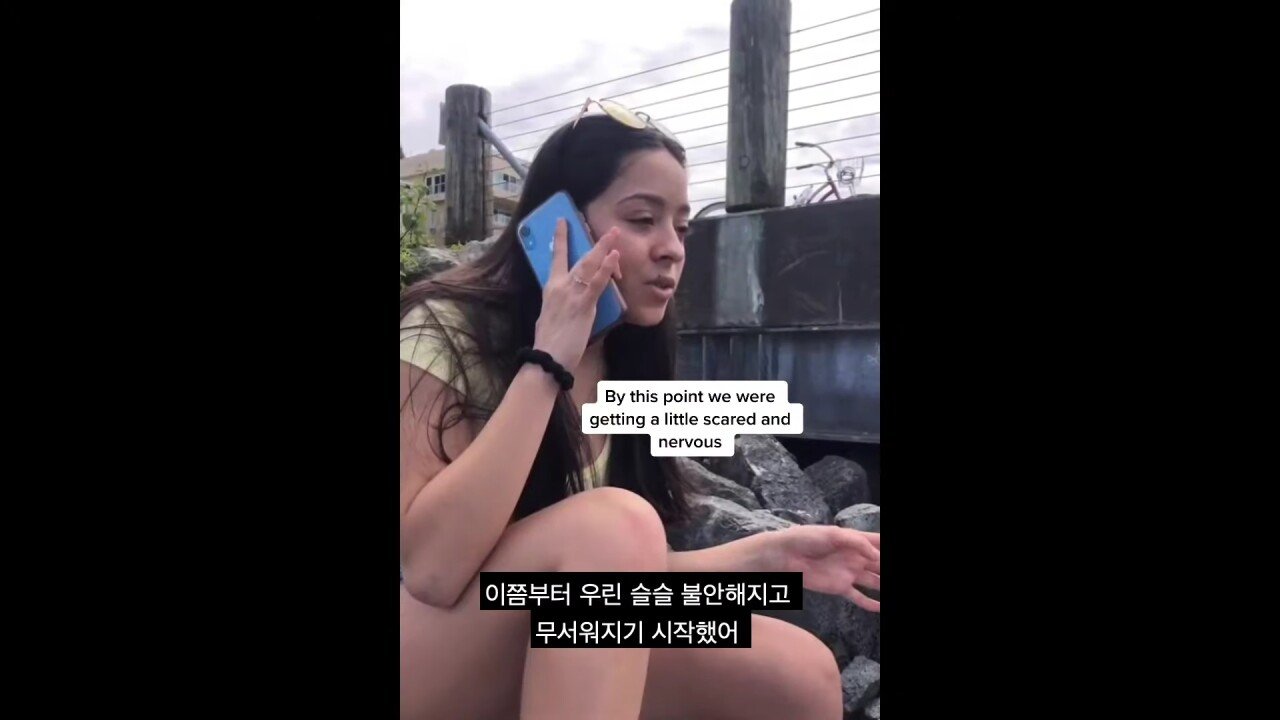 By this point we were
getting a little scared and
nervous
이쯤부터 우린 슬슬 불안해지고
무서워지기 시작했어